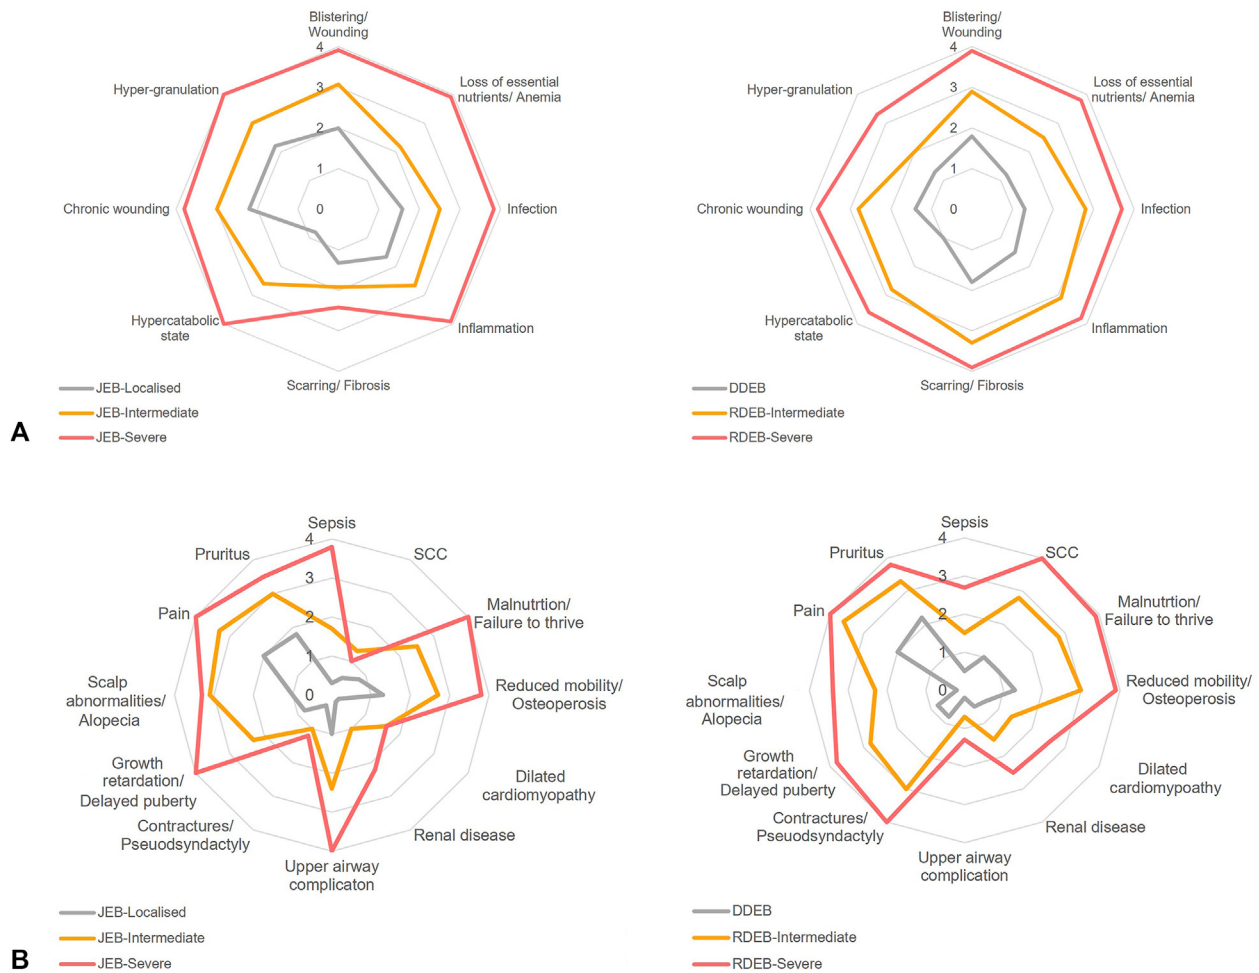 A
Blistering/
Wounding
4
3
2
1
0
Loss of essential
nutrients/ Anemia
Hyper-granulation
Chronic wounding
Infection
Hypercatabolic
state
Inflammation
Scarring/ Fibrosis
JEB-Localised
JEB-Intermediate
JEB-Severe
Blistering/
Wounding
4
3
2
1
0
Loss of essential
nutrients/ Anemia
Hyper-granulation
Chronic wounding
Infection
Hypercatabolic
state
Inflammation
Scarring/ Fibrosis
DDEB
RDEB-Intermediate
RDEB-Severe
A
Sepsis
4
3
2
1
0
Pruritus
SCC
Pain
Malnutrtion/
Failure to thrive
Scalp
abnormalities/
Alopecia
Reduced mobility/
Osteoperosis
Growth
retardation/
Delayed puberty
Dilated
cardiomyopathy
Contractures/
Pseudosyndactyly
Renal disease
Upper airway
complicaton
JEB-Localised
JEB-Intermediate
JEB-Severe
Sepsis
4
3
2
1
0
Pruritus
SCC
Pain
Malnutrtion/
Failure to thrive
Scalp
abnormalities/
Alopecia
Reduced mobility/
Osteoperosis
Growth
retardation/
Delayed puberty
Dilated
cardiomyopoathy
Contractures/
Pseudsyndactyly
Renal disease
Upper airway
complication
DDEB
RDEB-Intermediate
RDEB-Severe
B